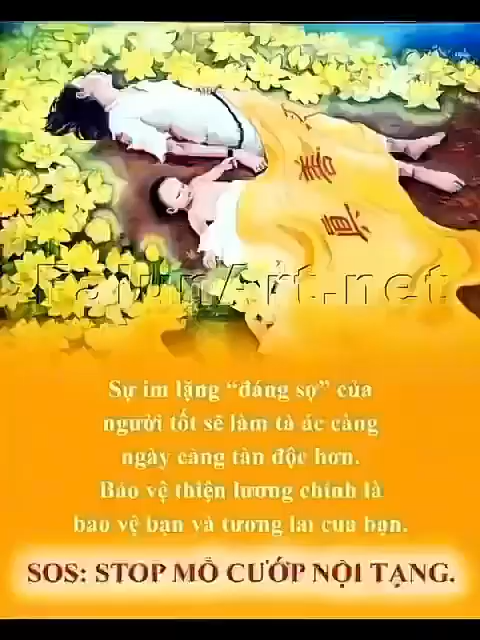 真
善
FalunArt.net
Sự im lặng "đáng sợ" của
người tốt sẽ làm tà ác càng
ngày càng tàn độc hơn.
Bảo vệ thiện lương chính là
bảo vệ bạn và tương lai của bạn.
SOS: STOP MỔ CƯỚP NỘI TẠNG.